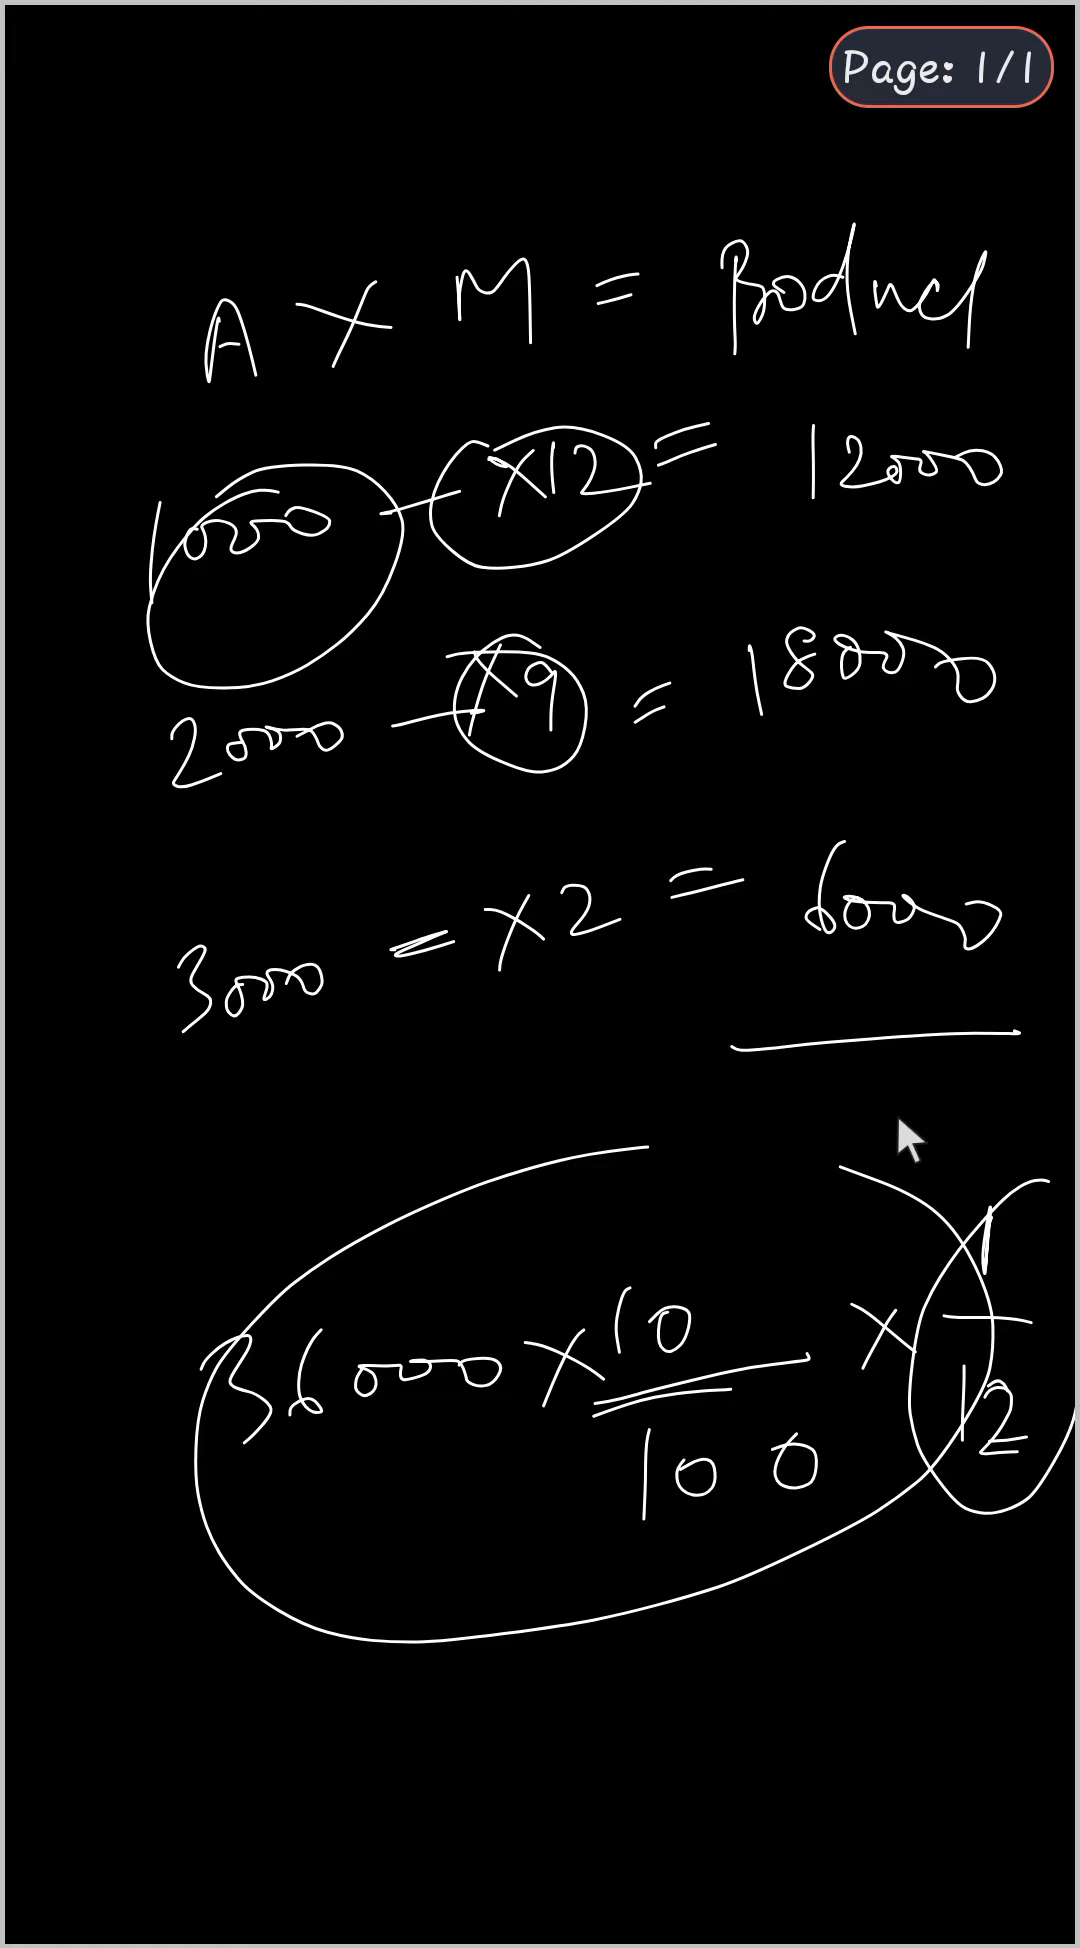 Page: 1/1
A × M = Product
1000 - ×12 = 12000
2000 - ×9 = 18000
3000 = ×2 = 6000
36000 × 10/100 × 1/12